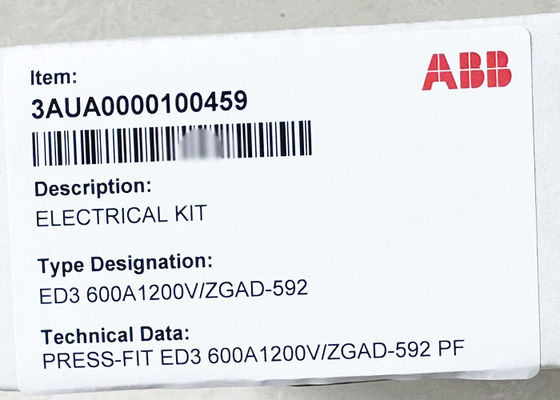 ABB
Item:
3AUA0000100459
Description:
ELECTRICAL KIT
Type Designation:
ED3 600A1200V/ZGAD-592
Technical Data:
PRESS-FIT ED3 600A1200V/ZGAD-592 PF